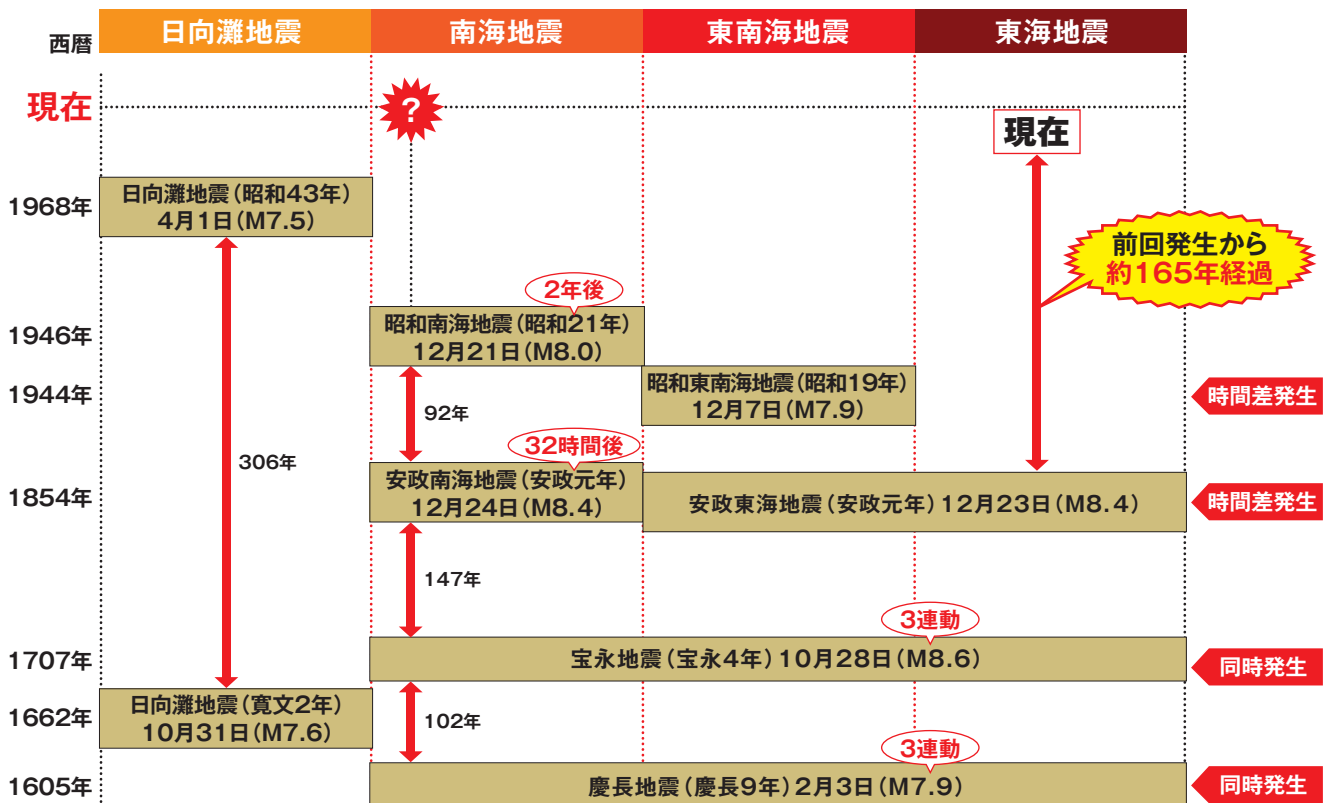 西暦
日向灘地震
南海地震
東南海地震
東海地震
現在
?
現在
1968年
日向灘地震(昭和43年)
4月1日(M7.5)
前回発生から
約165年経過
2年後
1946年
昭和南海地震(昭和21年)
12月21日(M8.0)
1944年
昭和東南海地震(昭和19年)
12月7日(M7.9)
時間差発生
92年
32時間後
306年
1854年
安政南海地震(安政元年)
12月24日(M8.4)
安政東海地震(安政元年)12月23日(M8.4)
時間差発生
147年
3連動
1707年
宝永地震(宝永4年)10月28日(M8.6)
同時発生
1662年
日向灘地震(寛文2年)
10月31日(M7.6)
102年
3連動
1605年
慶長地震(慶長9年)2月3日(M7.9)
同時発生